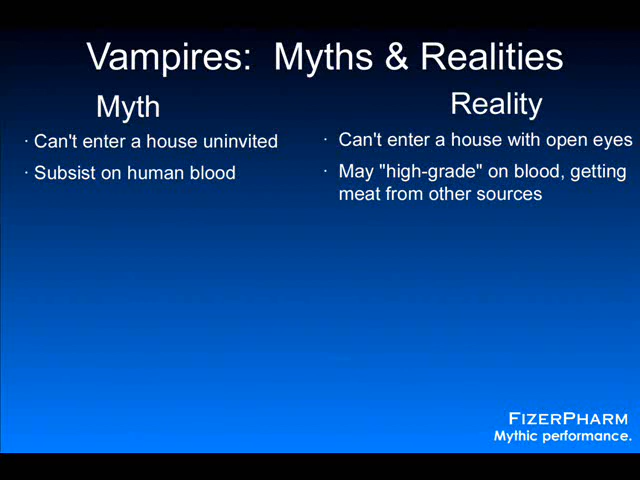 Vampires:  Myths & Realities
Myth
· Can't enter a house uninvited
· Subsist on human blood
Reality
· Can't enter a house with open eyes
· May "high-grade" on blood, getting
meat from other sources
FIZERPHARM
Mythic performance.